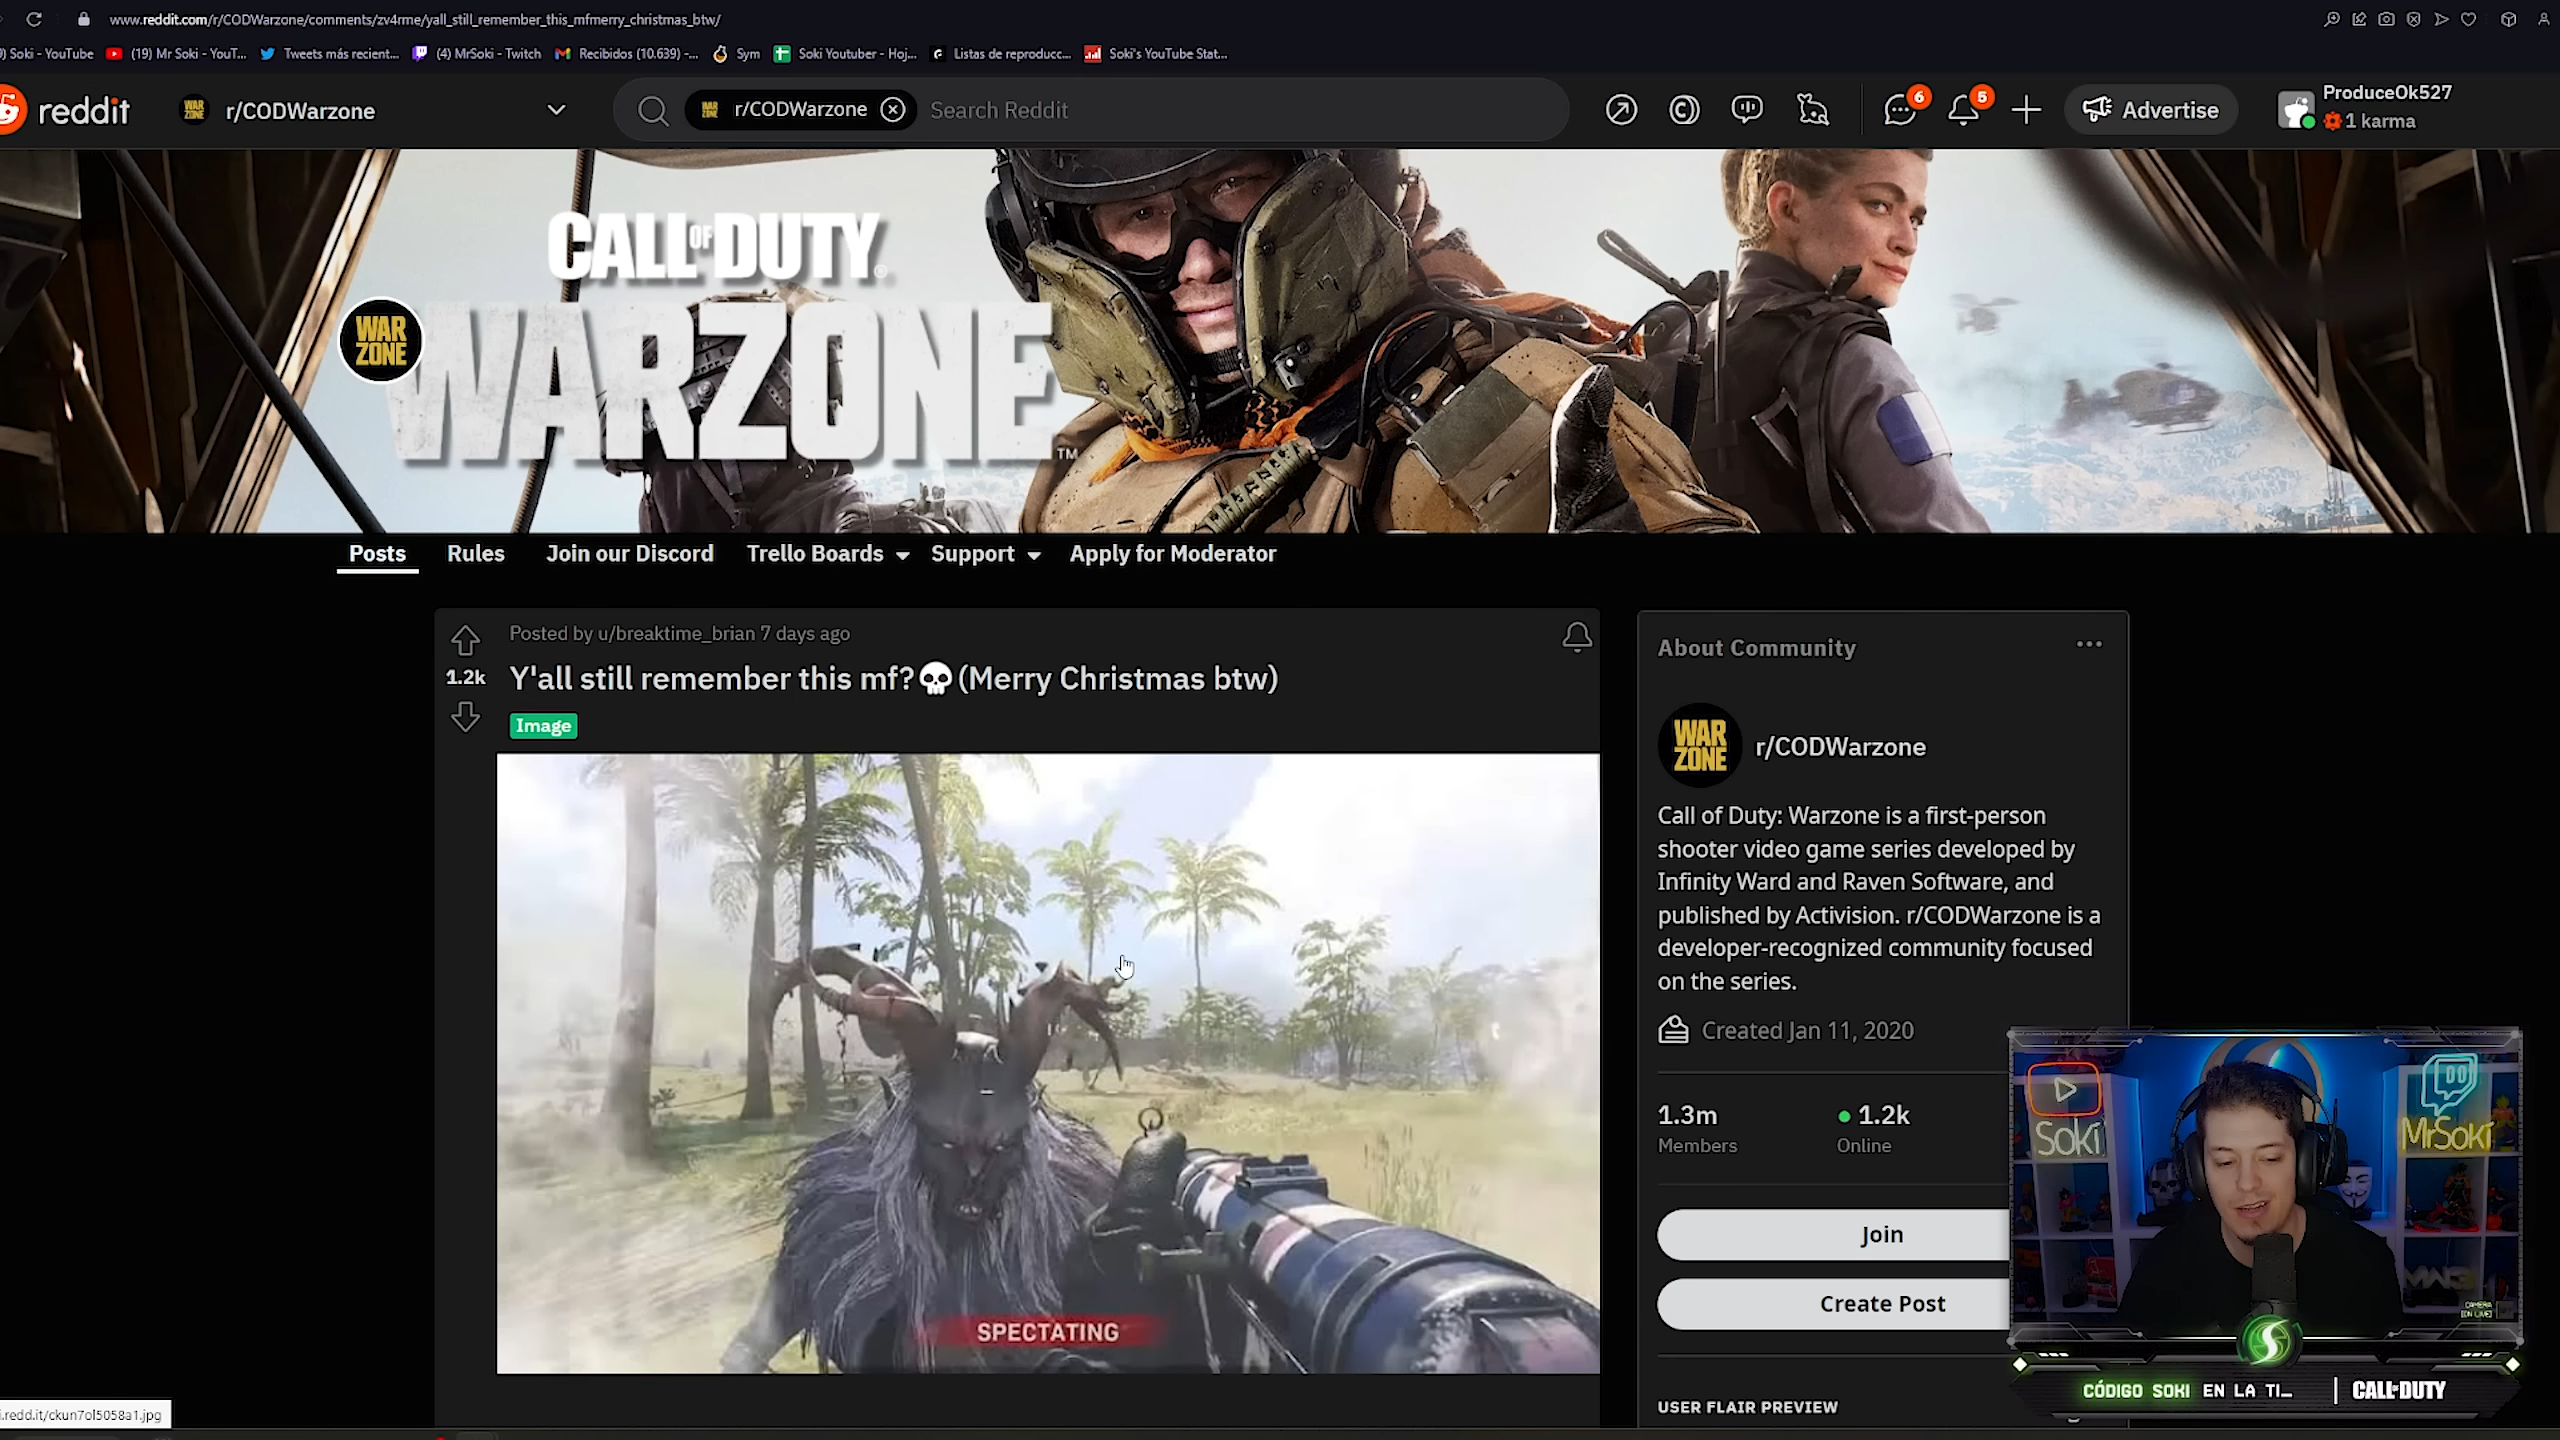 www.reddit.com/r/CODWarzone/comments/zv4rme/yall_still_remember_this_mfmerry_christmas_btw/
) Soki - YouTube
(19) Mr Soki - YouT...
Tweets más recient...
(4) MrSoki - Twitch
Recibidos (10.639) -...
Sym
Soki Youtuber - Hoj...
Listas de reproducc...
Soki's YouTube Stat...
reddit
WAR ZONE
r/CODWarzone
WAR ZONE
r/CODWarzone
Search Reddit
6
5
Advertise
ProduceOk527
1 karma
CALL OF DUTY®
WAR
ZONE
WARZONE™
Posts
Rules
Join our Discord
Trello Boards
Support
Apply for Moderator
Posted by u/breaktime_brian 7 days ago
1.2k
Y'all still remember this mf?💀(Merry Christmas btw)
Image
SPECTATING
About Community
WAR
ZONE
r/CODWarzone
Call of Duty: Warzone is a first-person
shooter video game series developed by
Infinity Ward and Raven Software, and
published by Activision. r/CODWarzone is a
developer-recognized community focused
on the series.
Created Jan 11, 2020
1.3m
Members
1.2k
Online
Join
Create Post
USER FLAIR PREVIEW
Soki
MrSoki
CÓDIGO SOKI EN LA TI...
CALL OF DUTY
i.redd.it/ckun7ol5058a1.jpg